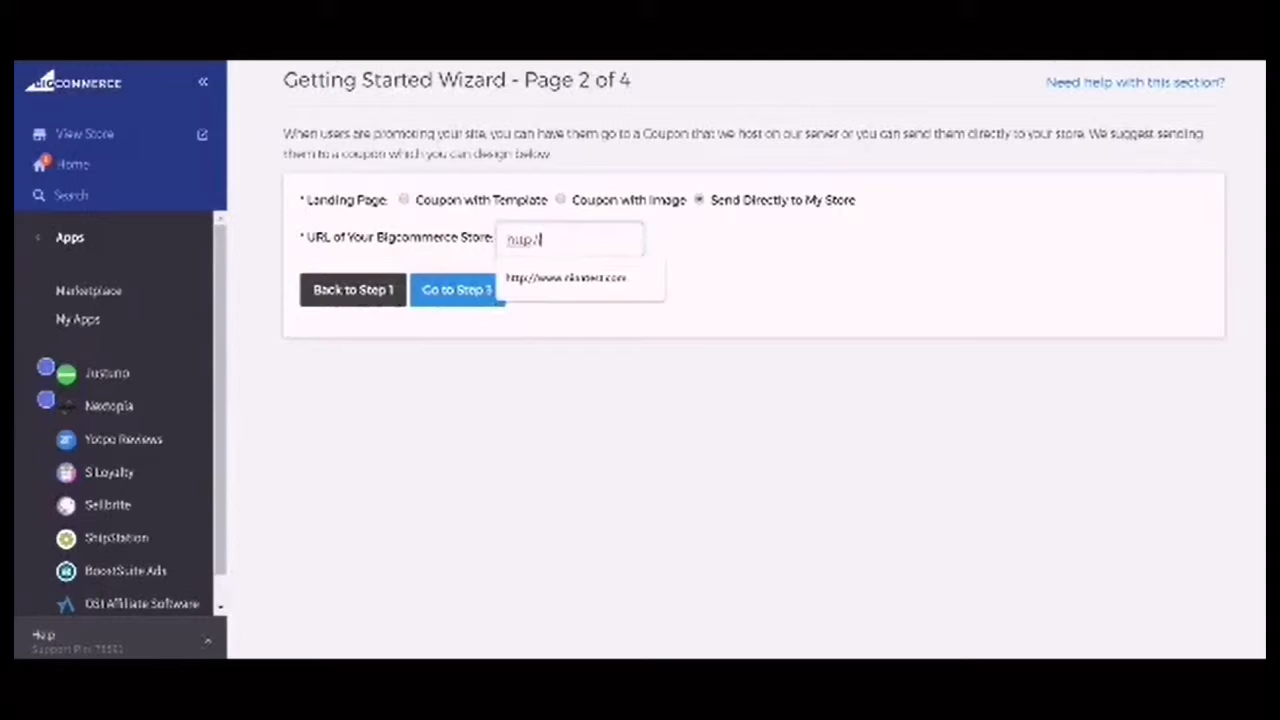 BIGCOMMERCE
View Store
Home
Search
Apps
Marketplace
My Apps
Justuno
Nextopia
Yotpo Reviews
S Loyalty
Sellbrite
ShipStation
BoostSuite Ads
OSI Affiliate Software
Help
Support Pin:
Getting Started Wizard - Page 2 of 4
Need help with this section?
When users are promoting your site, you can have them go to a Coupon that we host on our server or you can send them directly to your store. We suggest sending
them to a coupon which you can design below.
* Landing Page: Coupon with Template Coupon with Image Send Directly to My Store
* URL of Your Bigcommerce Store: http:/
Back to Step 1 Go to Step 3